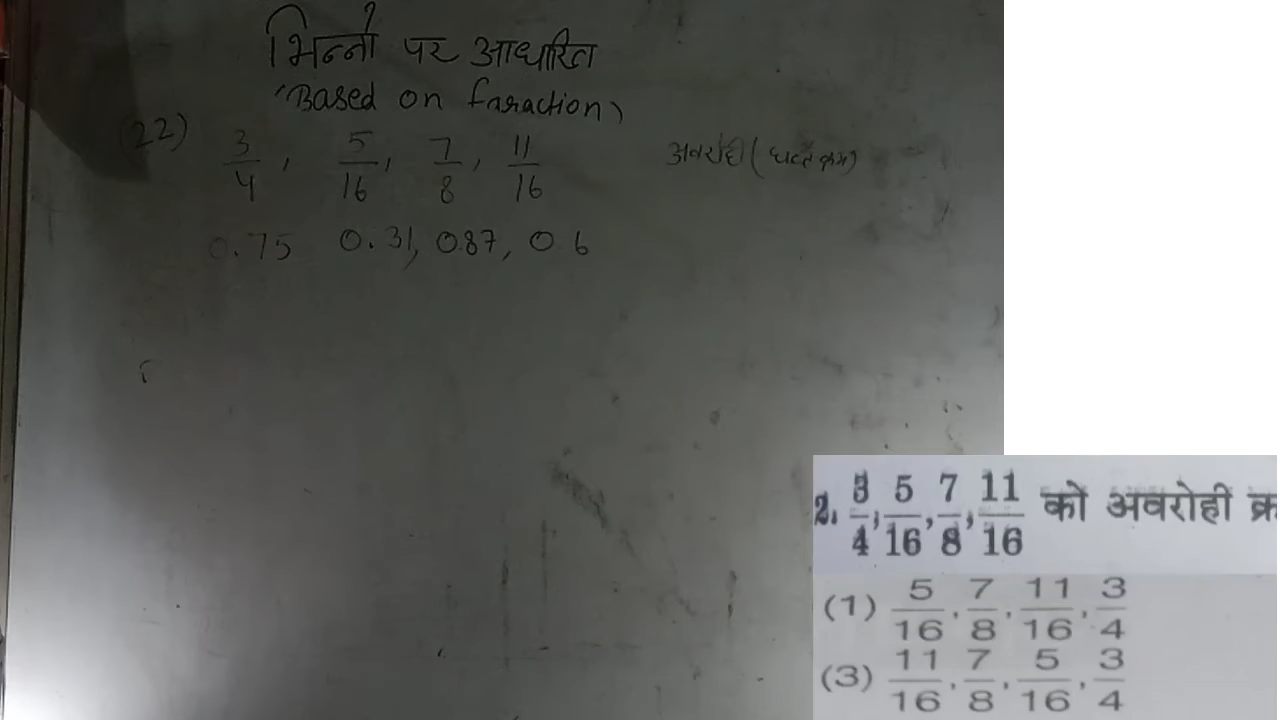 भिन्नो पर आधारित
(Based on faraction)
(22) 3/4, 5/16, 7/8, 11/16 अवरोही (घटते क्रम)
0.75 0.31, 0.87, 0.6
2. 3/4, 5/16, 7/8, 11/16 को अवरोही क्र
(1) 5/16, 7/8, 11/16, 3/4
(3) 11/16, 7/8, 5/16, 3/4